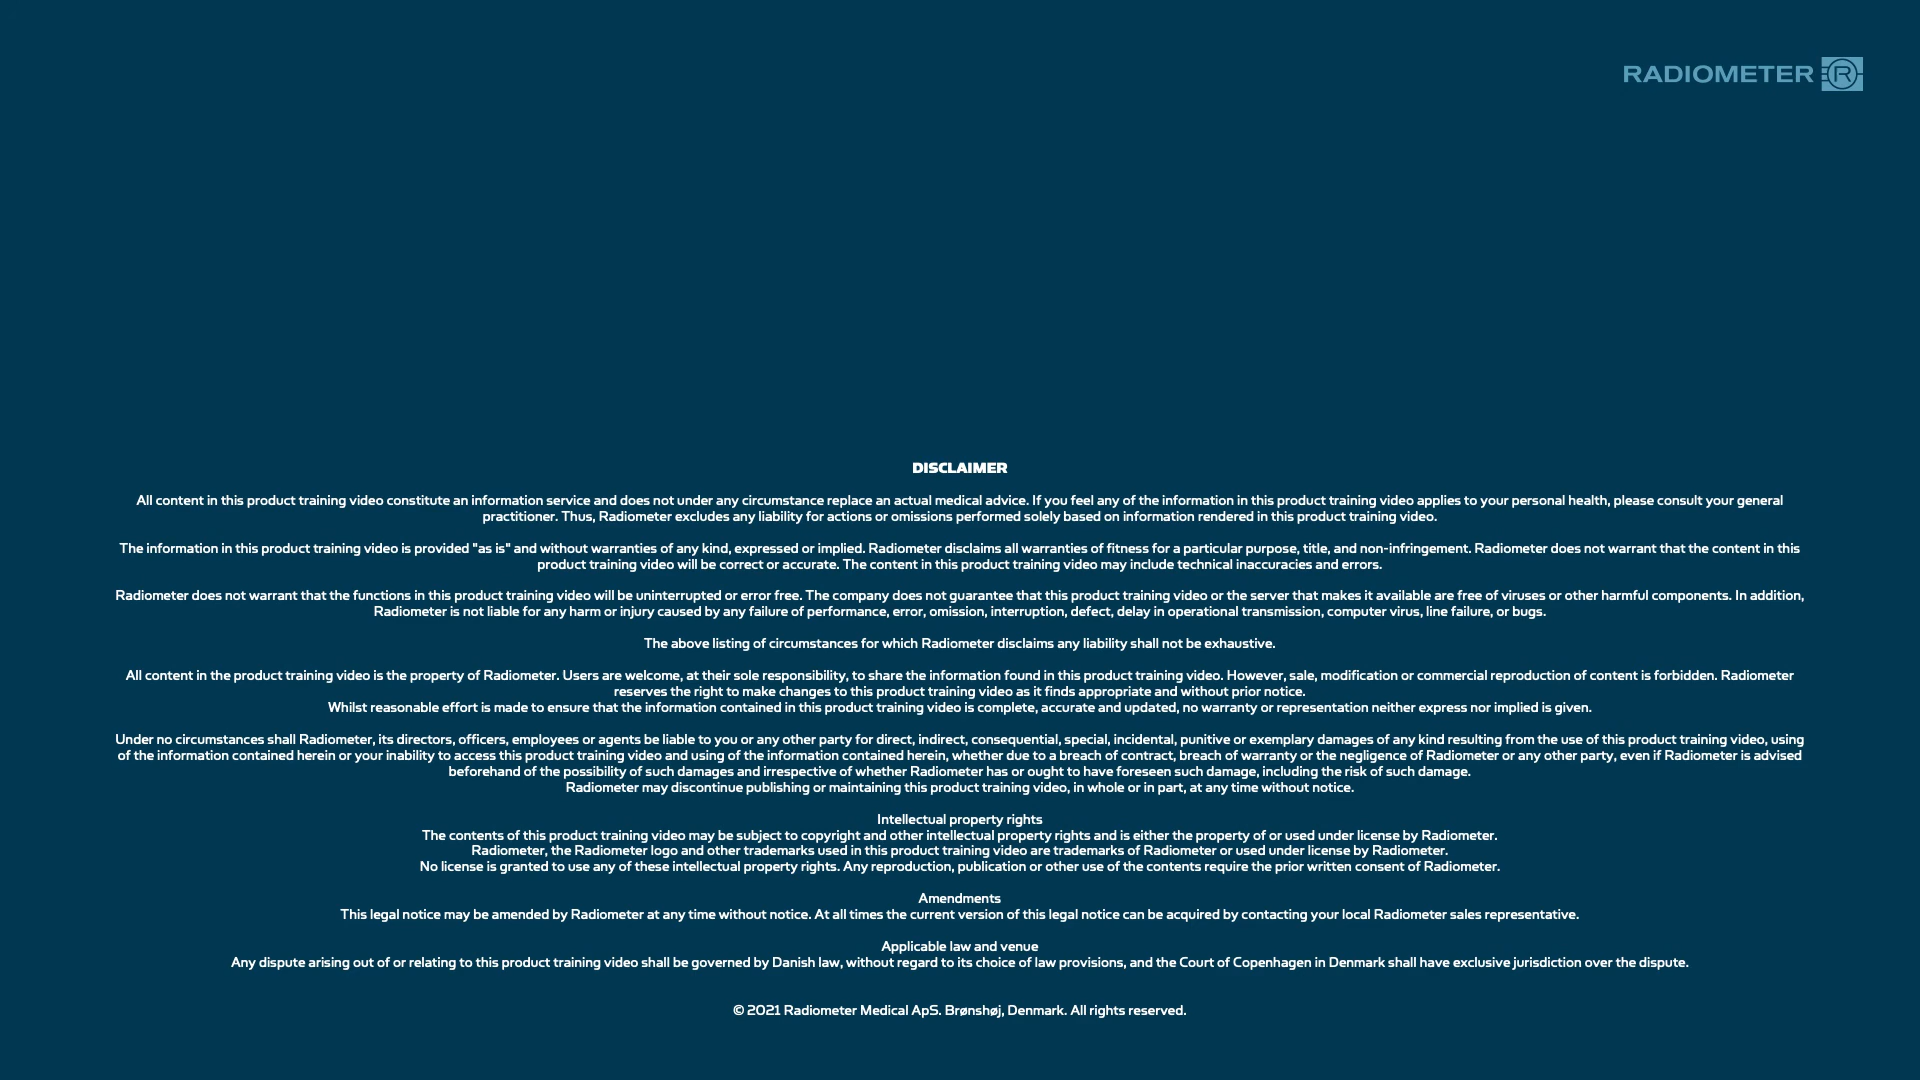 RADIOMETER R
DISCLAIMER
All content in this product training video constitute an information service and does not under any circumstance replace an actual medical advice. If you feel any of the information in this product training video applies to your personal health, please consult your general
practitioner. Thus, Radiometer excludes any liability for actions or omissions performed solely based on information rendered in this product training video.
The information in this product training video is provided "as is" and without warranties of any kind, expressed or implied. Radiometer disclaims all warranties of fitness for a particular purpose, title, and non-infringement. Radiometer does not warrant that the content in this
product training video will be correct or accurate. The content in this product training video may include technical inaccuracies and errors.
Radiometer does not warrant that the functions in this product training video will be uninterrupted or error free. The company does not guarantee that this product training video or the server that makes it available are free of viruses or other harmful components. In addition,
Radiometer is not liable for any harm or injury caused by any failure of performance, error, omission, interruption, defect, delay in operational transmission, computer virus, line failure, or bugs.
The above listing of circumstances for which Radiometer disclaims any liability shall not be exhaustive.
All content in the product training video is the property of Radiometer. Users are welcome, at their sole responsibility, to share the information found in this product training video. However, sale, modification or commercial reproduction of content is forbidden. Radiometer
reserves the right to make changes to this product training video as it finds appropriate and without prior notice.
Whilst reasonable effort is made to ensure that the information contained in this product training video is complete, accurate and updated, no warranty or representation neither express nor implied is given.
Under no circumstances shall Radiometer, its directors, officers, employees or agents be liable to you or any other party for direct, indirect, consequential, special, incidental, punitive or exemplary damages of any kind resulting from the use of this product training video, using
of the information contained herein or your inability to access this product training video and using of the information contained herein, whether due to a breach of contract, breach of warranty or the negligence of Radiometer or any other party, even if Radiometer is advised
beforehand of the possibility of such damages and irrespective of whether Radiometer has or ought to have foreseen such damage, including the risk of such damage.
Radiometer may discontinue publishing or maintaining this product training video, in whole or in part, at any time without notice.
Intellectual property rights
The contents of this product training video may be subject to copyright and other intellectual property rights and is either the property of or used under license by Radiometer.
Radiometer, the Radiometer logo and other trademarks used in this product training video are trademarks of Radiometer or used under license by Radiometer.
No license is granted to use any of these intellectual property rights. Any reproduction, publication or other use of the contents require the prior written consent of Radiometer.
Amendments
This legal notice may be amended by Radiometer at any time without notice. At all times the current version of this legal notice can be acquired by contacting your local Radiometer sales representative.
Applicable law and venue
Any dispute arising out of or relating to this product training video shall be governed by Danish law, without regard to its choice of law provisions, and the Court of Copenhagen in Denmark shall have exclusive jurisdiction over the dispute.
© 2021 Radiometer Medical ApS. Brønshøj, Denmark. All rights reserved.